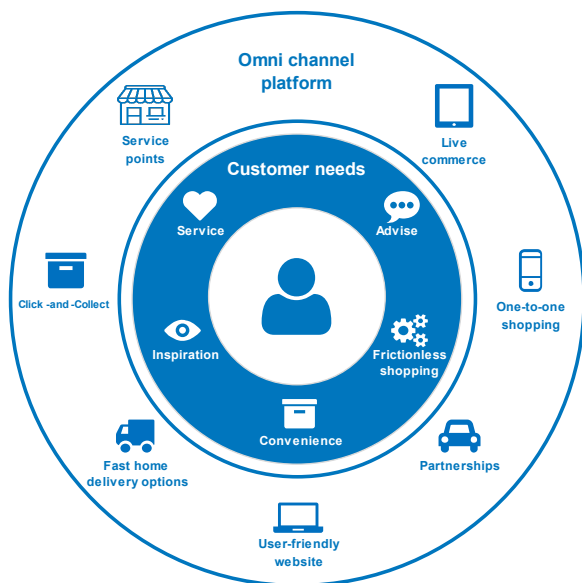 Omni channel
platform
Service
points
Live
commerce
Customer needs
Service
Advise
Click -and -Collect
One-to-one
shopping
Inspiration
Frictionless
shopping
Convenience
Fast home
delivery options
Partnerships
User-friendly
website